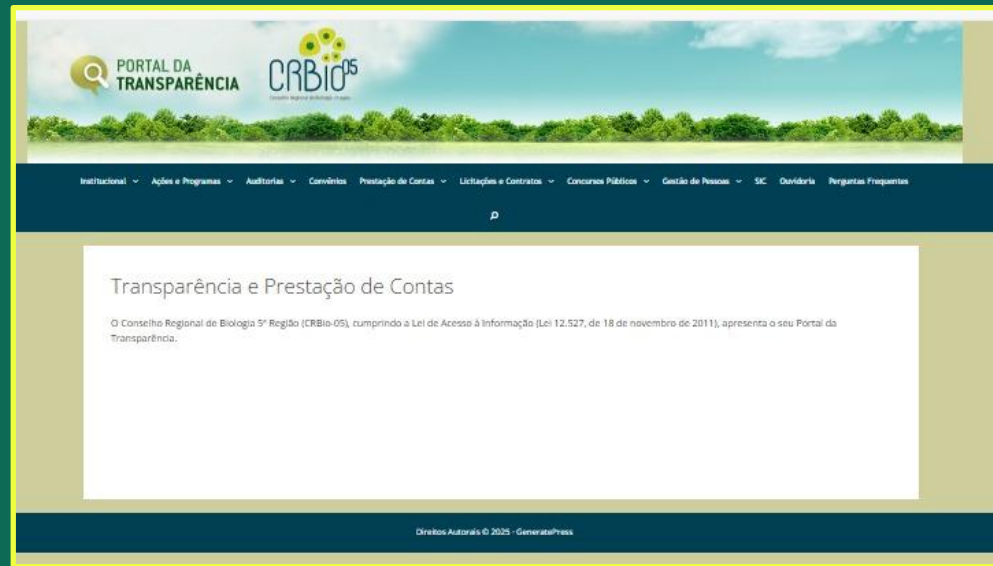 PORTAL DA
TRANSPARÊNCIA
CRBio05
Institucional Ações e Programas Auditorias Convênios Prestação de Contas Licitações e Contratos Concursos Públicos Gestão de Pessoas SIC Ouvidoria Perguntas Frequentes
Transparência e Prestação de Contas
O Conselho Regional de Biologia 5ª Região (CRBio-05), cumprindo a Lei de Acesso à Informação (Lei 12.527, de 18 de novembro de 2011), apresenta o seu Portal da
Transparência.
Direitos Autorais © 2025 - GeneratePress